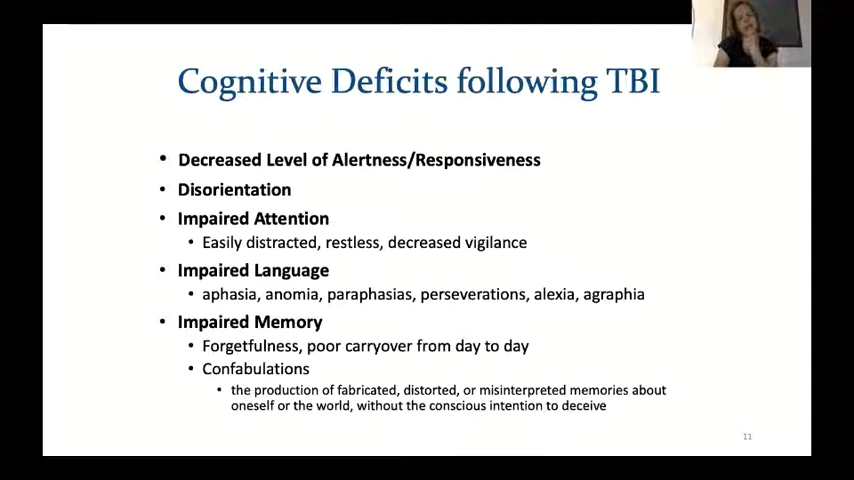 Cognitive Deficits following TBI
• Decreased Level of Alertness/Responsiveness
• Disorientation
• Impaired Attention
• Easily distracted, restless, decreased vigilance
• Impaired Language
• aphasia, anomia, paraphasias, perseverations, alexia, agraphia
• Impaired Memory
• Forgetfulness, poor carryover from day to day
• Confabulations
• the production of fabricated, distorted, or misinterpreted memories about
oneself or the world, without the conscious intention to deceive
11